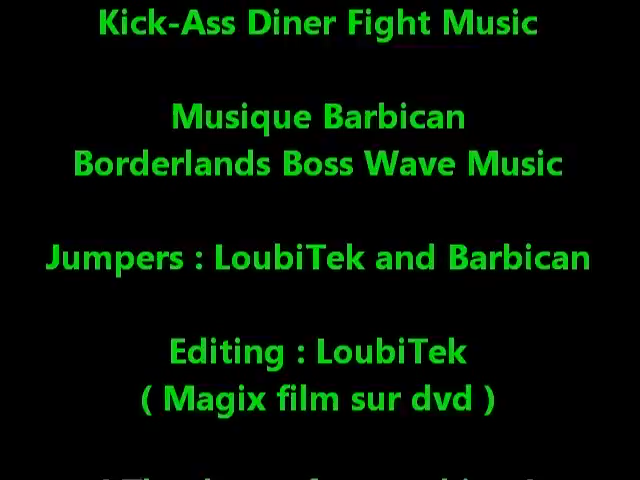 Kick-Ass Diner Fight Music
Musique Barbican
Borderlands Boss Wave Music
Jumpers : LoubiTek and Barbican
Editing : LoubiTek
( Magix film sur dvd )